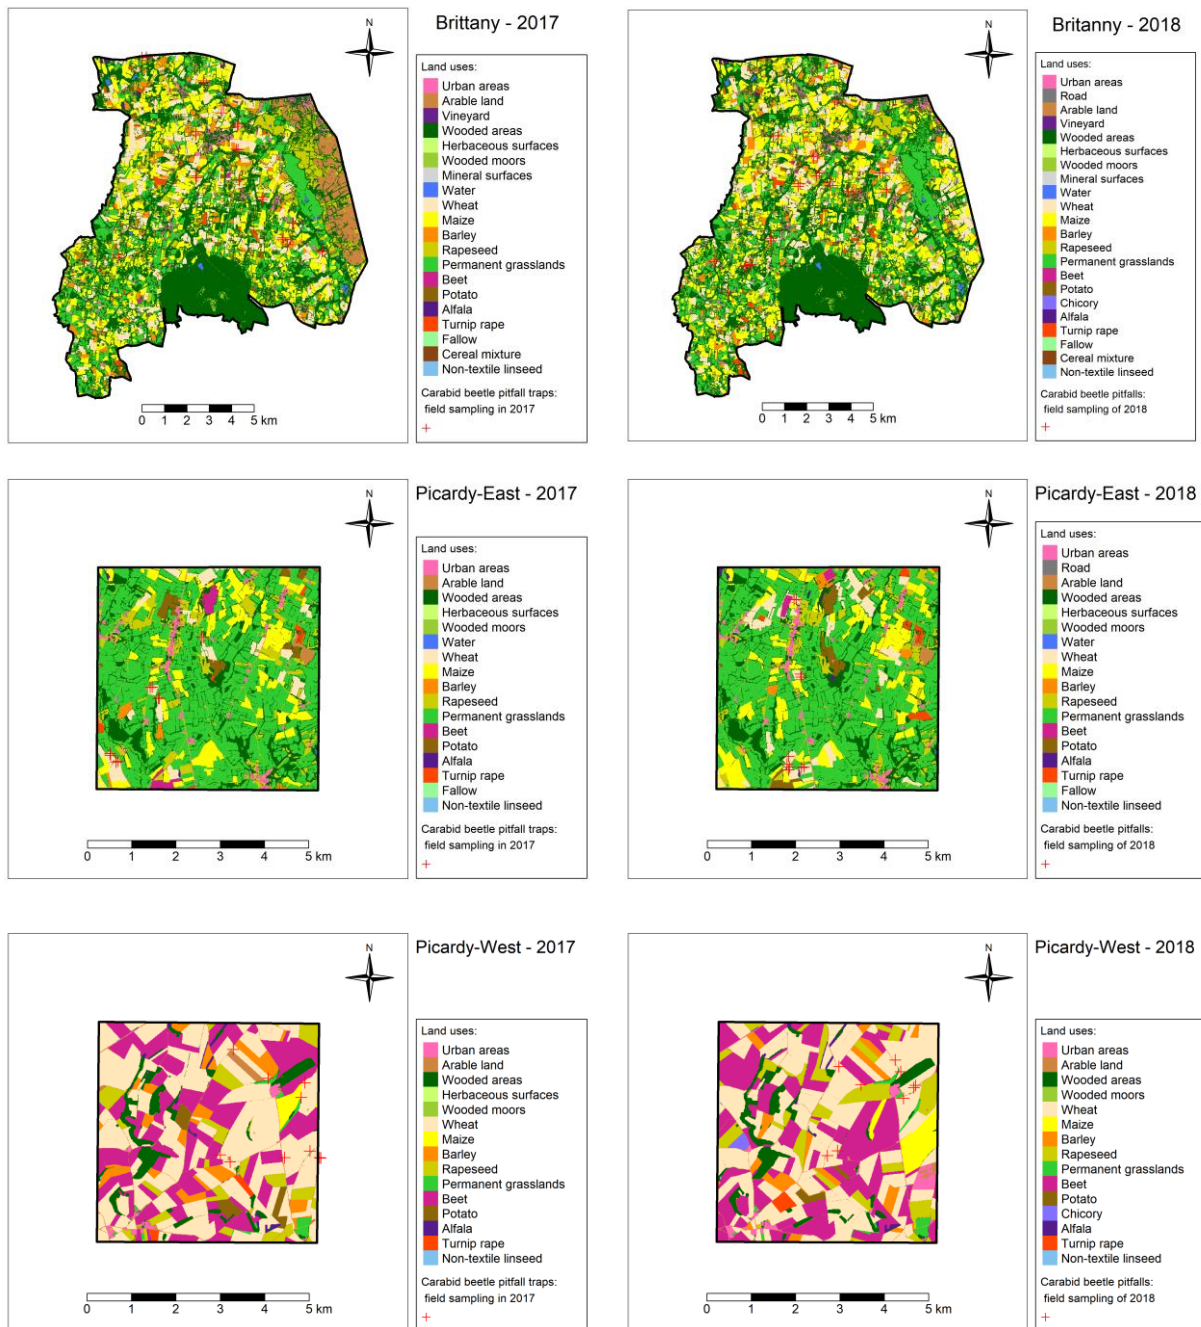 Brittany - 2017
N
Land uses:
Urban areas
Arable land
Vineyard
Wooded areas
Herbaceous surfaces
Wooded moors
Mineral surfaces
Water
Wheat
Maize
Barley
Rapeseed
Permanent grasslands
Beet
Potato
Alfala
Turnip rape
Fallow
Cereal mixture
Non-textile linseed
Carabid beetle pitfall traps:
field sampling in 2017
0 1 2 3 4 5 km
Britanny - 2018
N
Land uses:
Urban areas
Road
Arable land
Vineyard
Wooded areas
Herbaceous surfaces
Wooded moors
Mineral surfaces
Water
Wheat
Maize
Barley
Rapeseed
Permanent grasslands
Beet
Potato
Chicory
Alfala
Turnip rape
Fallow
Cereal mixture
Non-textile linseed
Carabid beetle pitfalls:
field sampling of 2018
0 1 2 3 4 5 km
Picardy-East - 2017
N
Land uses:
Urban areas
Arable land
Wooded areas
Herbaceous surfaces
Wooded moors
Water
Wheat
Maize
Barley
Rapeseed
Permanent grasslands
Beet
Potato
Alfala
Turnip rape
Fallow
Non-textile linseed
Carabid beetle pitfall traps:
field sampling in 2017
0 1 2 3 4 5 km
Picardy-East - 2018
N
Land uses:
Urban areas
Road
Arable land
Wooded areas
Herbaceous surfaces
Wooded moors
Water
Wheat
Maize
Barley
Rapeseed
Permanent grasslands
Beet
Potato
Alfala
Turnip rape
Fallow
Non-textile linseed
Carabid beetle pitfalls:
field sampling of 2018
0 1 2 3 4 5 km
Picardy-West - 2017
N
Land uses:
Urban areas
Arable land
Wooded areas
Herbaceous surfaces
Wooded moors
Wheat
Maize
Barley
Rapeseed
Permanent grasslands
Beet
Potato
Alfala
Turnip rape
Non-textile linseed
Carabid beetle pitfall traps:
field sampling in 2017
0 1 2 3 4 5 km
Picardy-West - 2018
N
Land uses:
Urban areas
Arable land
Wooded areas
Wooded moors
Wheat
Maize
Barley
Rapeseed
Permanent grasslands
Beet
Potato
Chicory
Alfala
Turnip rape
Non-textile linseed
Carabid beetle pitfalls:
field sampling of 2018
0 1 2 3 4 5 km